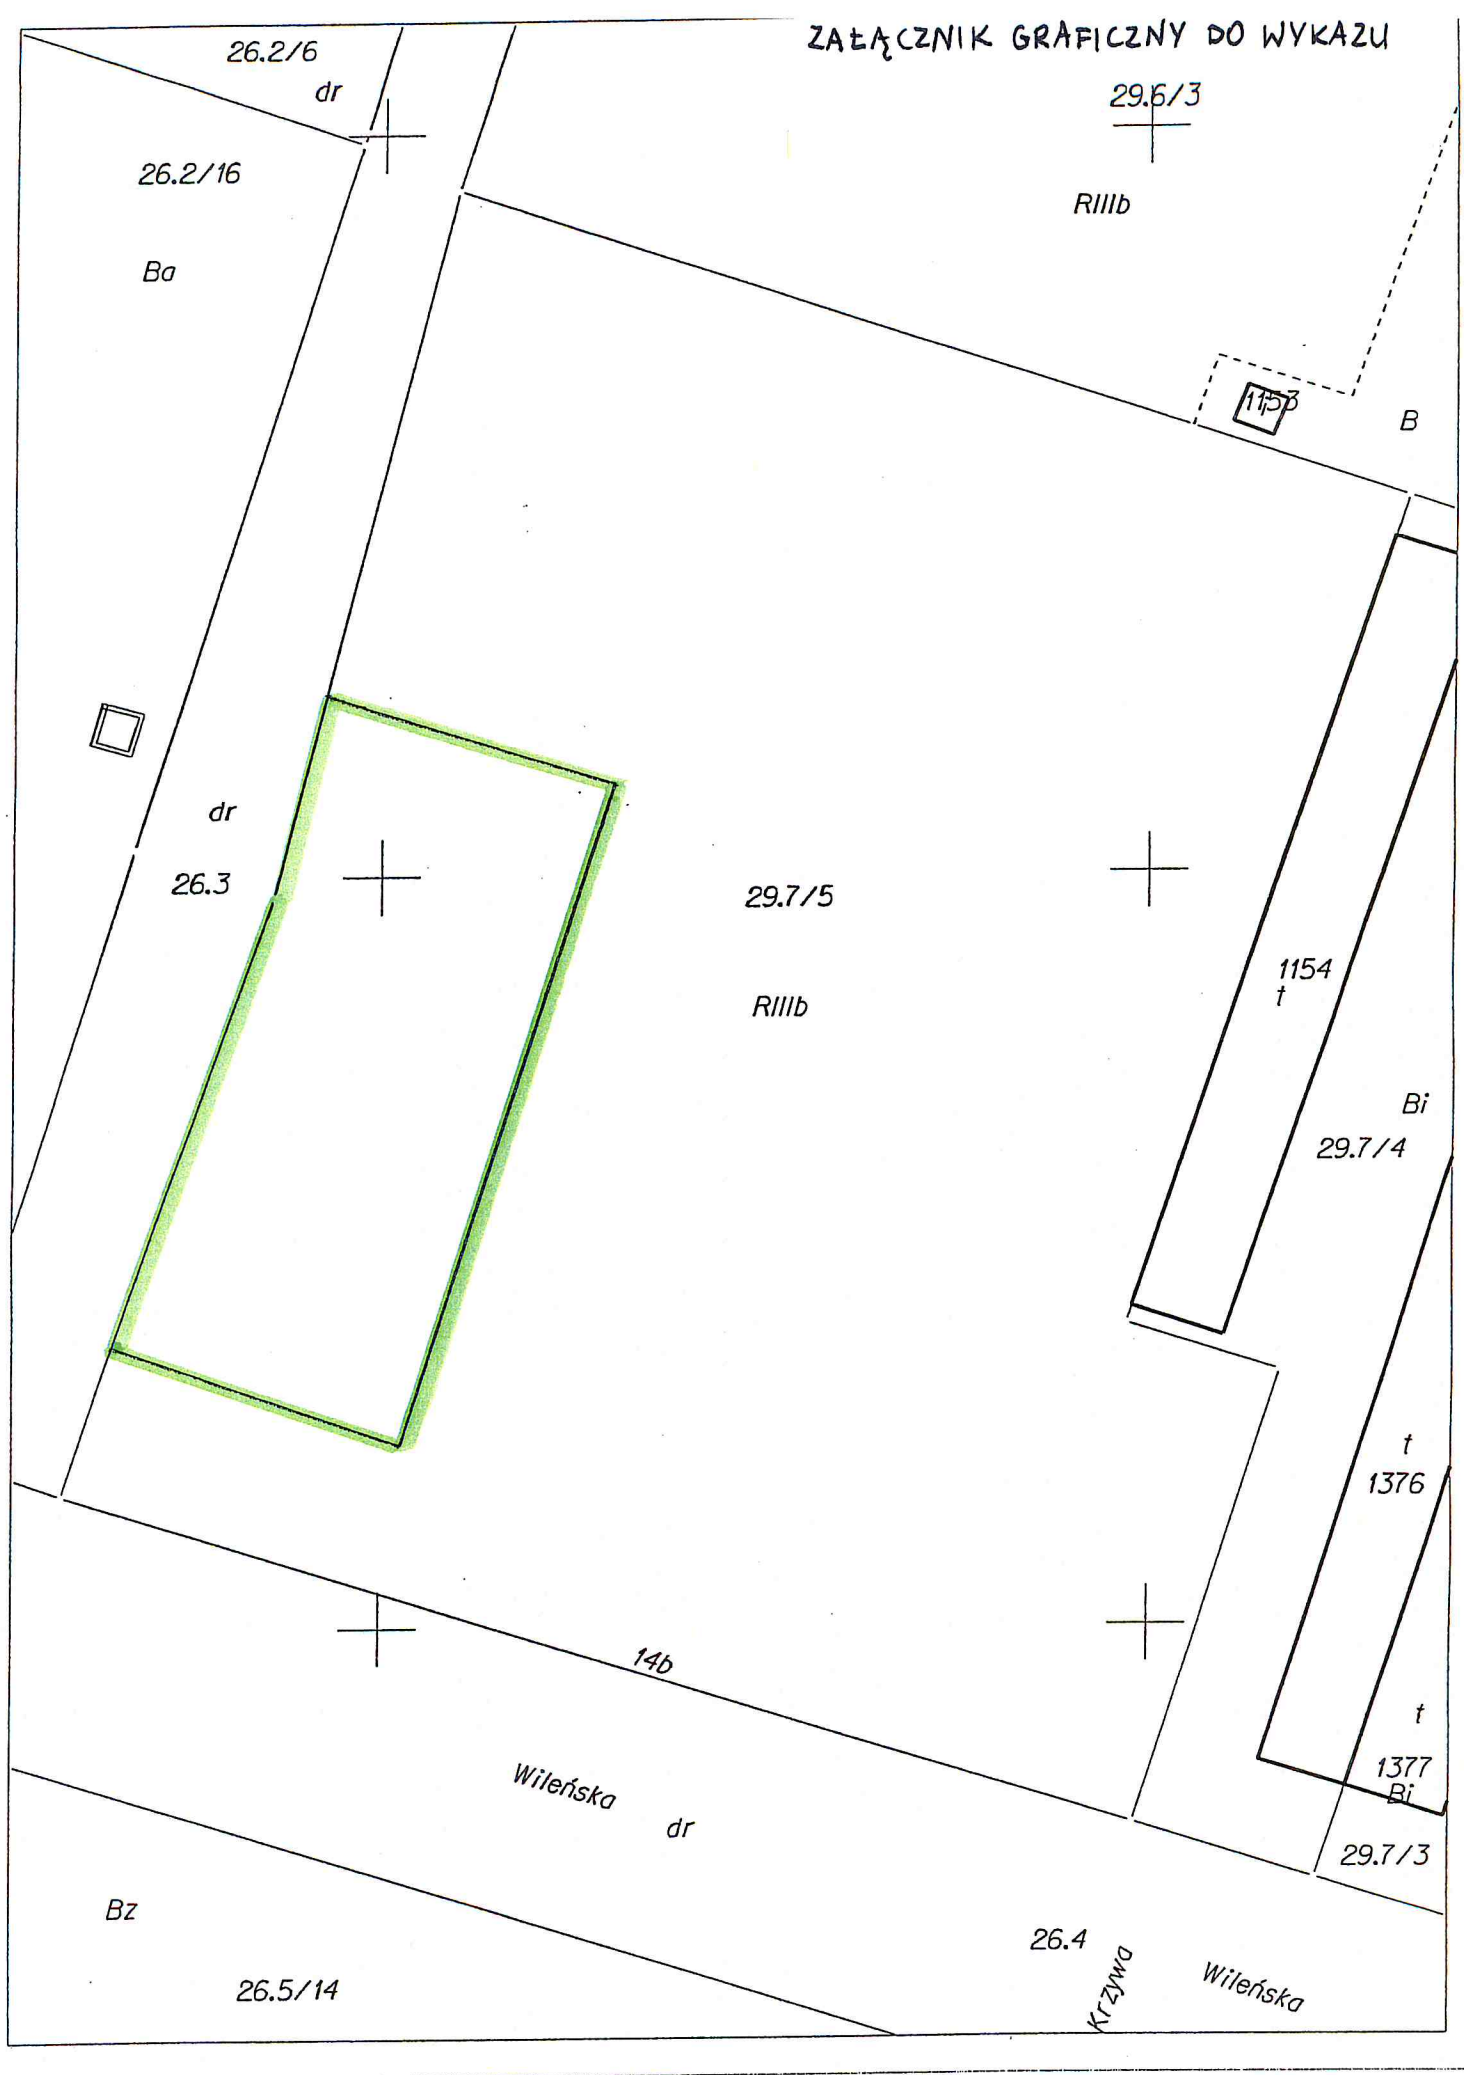 ZAŁĄCZNIK GRAFICZNY DO WYKAZU
26.2/6
dr
29.6/3
26.2/16
RIIIb
Ba
1153
B
dr
26.3
29.7/5
1154
t
RIIIb
Bi
29.7/4
t
1376
14b
t
1377
Bi
Wileńska
dr
29.7/3
Bz
26.4
Krzywa
Wileńska
26.5/14